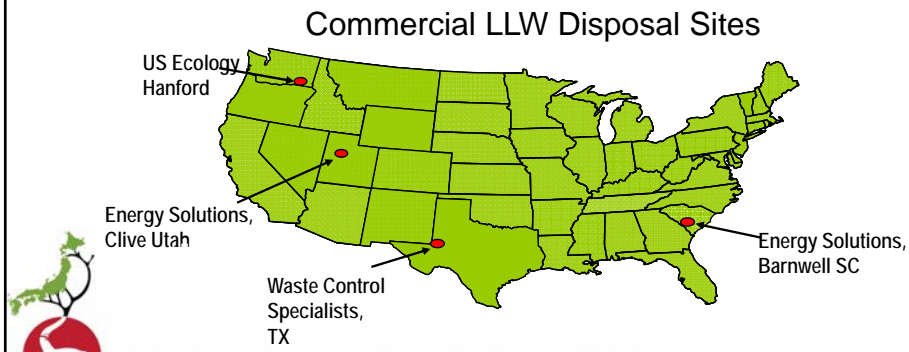 Commercial LLW Disposal Sites
US Ecology
Hanford
Energy Solutions,
Clive Utah
Waste Control
Specialists,
TX
Energy Solutions,
Barnwell SC